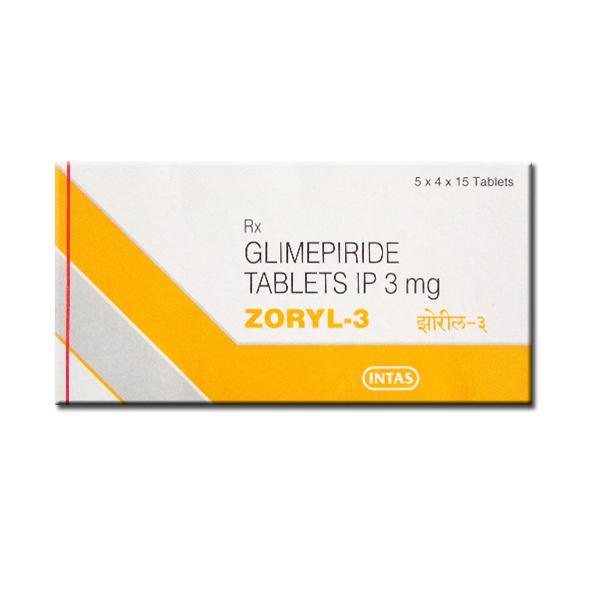 5 x 4 x 15 Tablets
Rx
GLIMEPIRIDE
TABLETS IP 3 mg
ZORYL-3 झोरील-३
INTAS